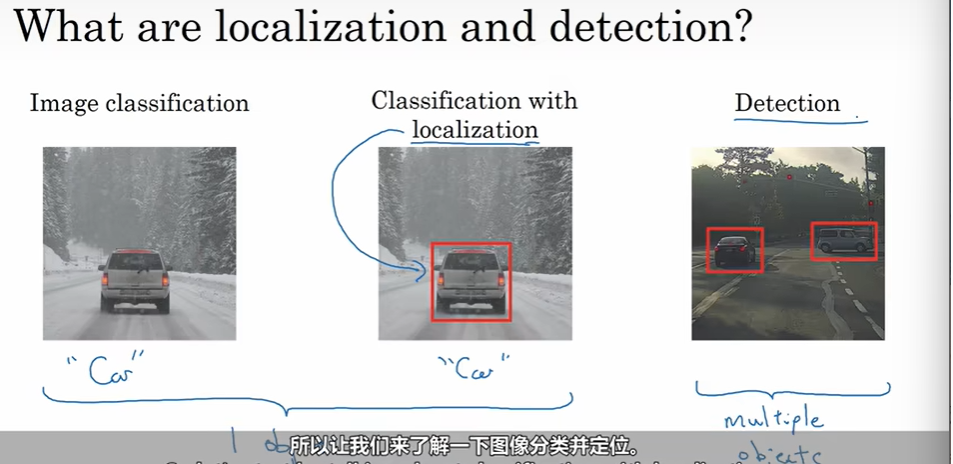 What are localization and detection?
Image classification
Classification with
localization
Detection
"Car"
"Car"
multiple
objects
1
所以让我们来了解一下图像分类并定位。